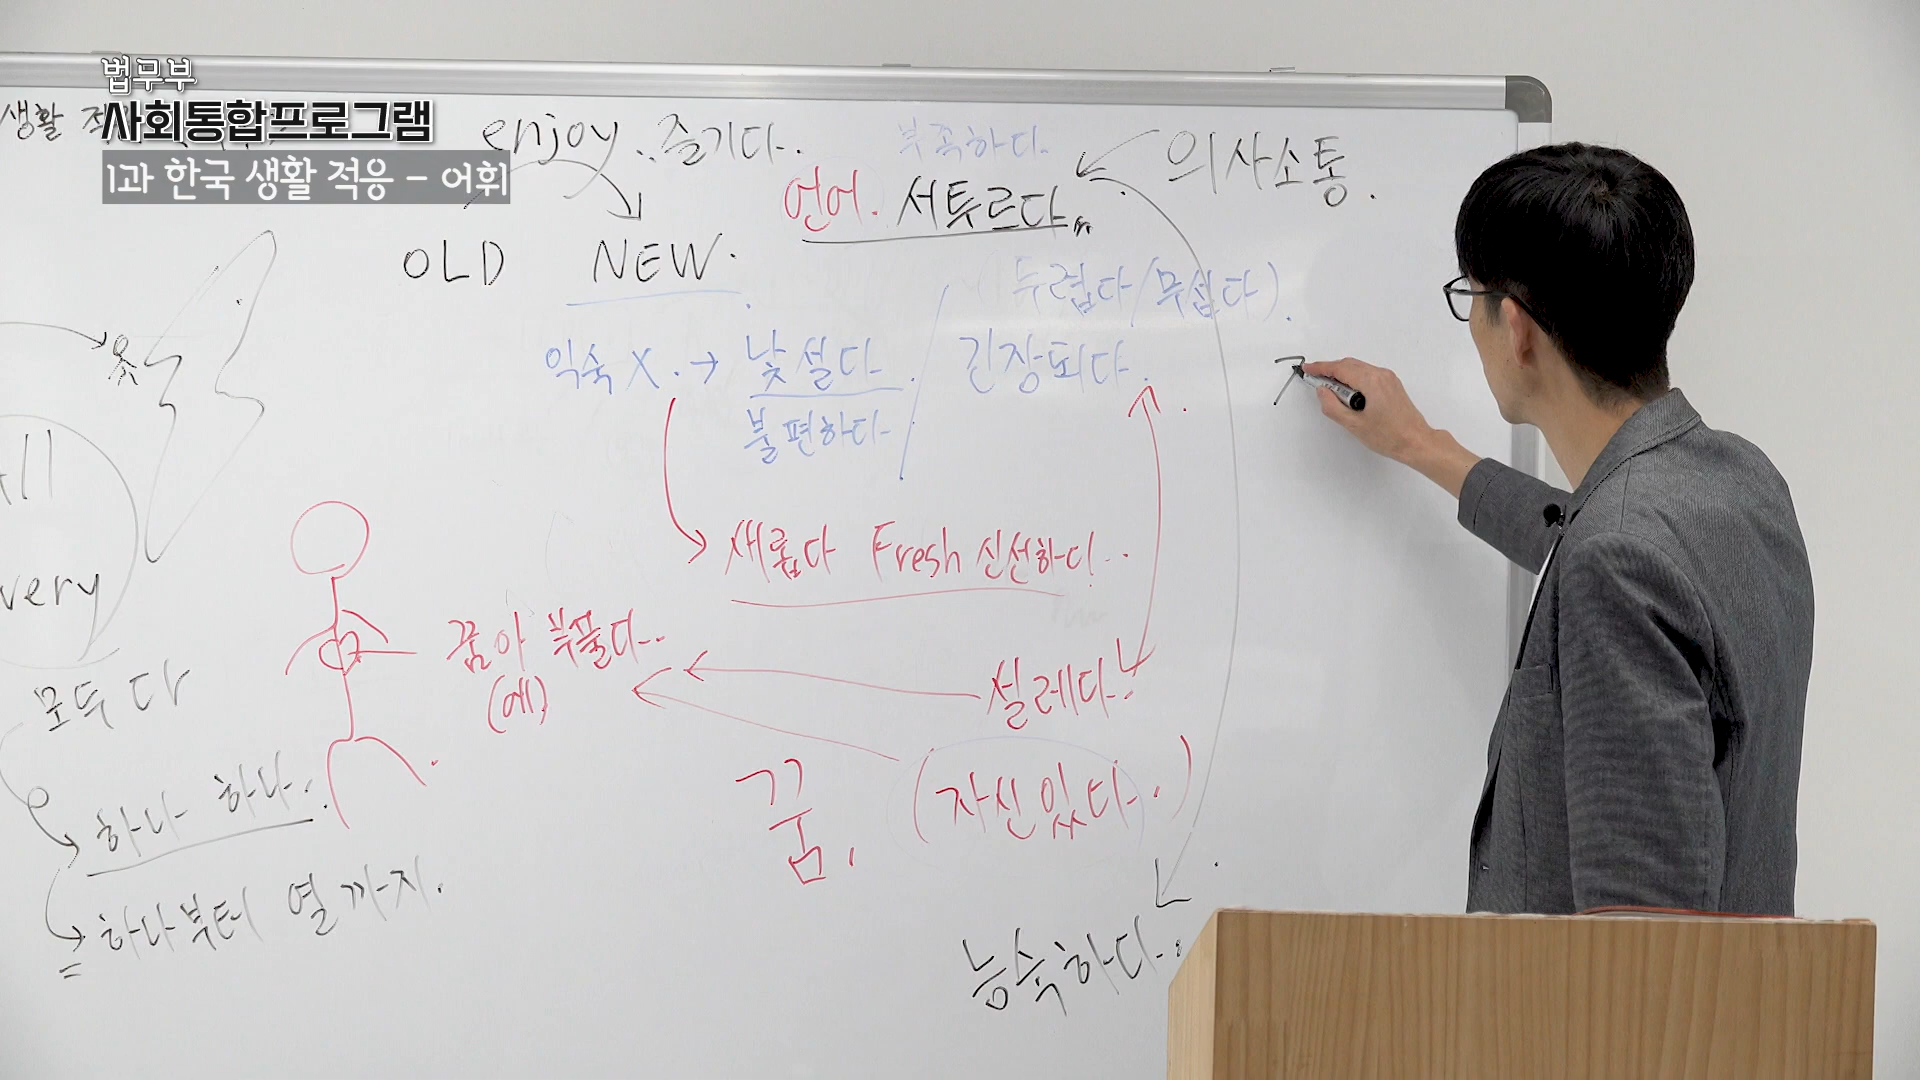 법무부
사회통합프로그램
1과 한국 생활 적응 - 어휘
생활
enjoy. 즐기다.
부족하다.
의사소통.
언어. 서투르다
OLD NEW.
두렵다/무섭다).
익숙 X. → 낯설다. / 긴장되다.
불편하다
새롭다 Fresh 신선하다.
very
꿈이 부풀다.
(에)
설레다.
모두 다
꿈, (자신있다.)
하나 하나.
하나부터 열까지.
능숙하다.